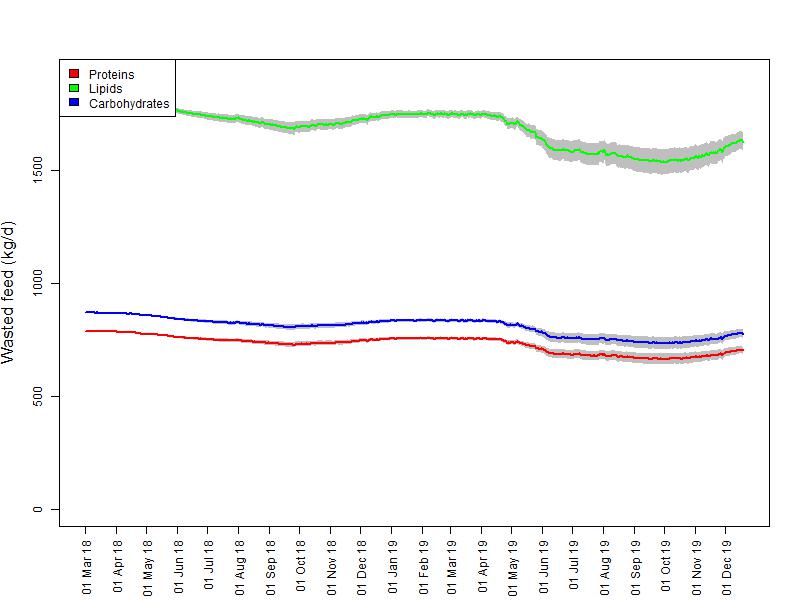 Proteins
Lipids
Carbohydrates
Wasted feed (kg/d)
1500
1000
500
0
01 Mar 18
01 Apr 18
01 May 18
01 Jun 18
01 Jul 18
01 Aug 18
01 Sep 18
01 Oct 18
01 Nov 18
01 Dec 18
01 Jan 19
01 Feb 19
01 Mar 19
01 Apr 19
01 May 19
01 Jun 19
01 Jul 19
01 Aug 19
01 Sep 19
01 Oct 19
01 Nov 19
01 Dec 19